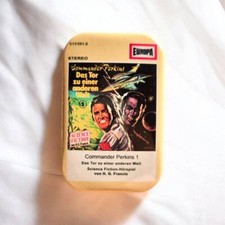 EUROPA
STEREO
Commander Perkins
Das Tor
zu einer
anderen
Welt
SCIENCE
FICTION
Commander Perkins 1
Das Tor zu einer anderen Welt
Science Fiction-Hörspiel
von H. G. Francis